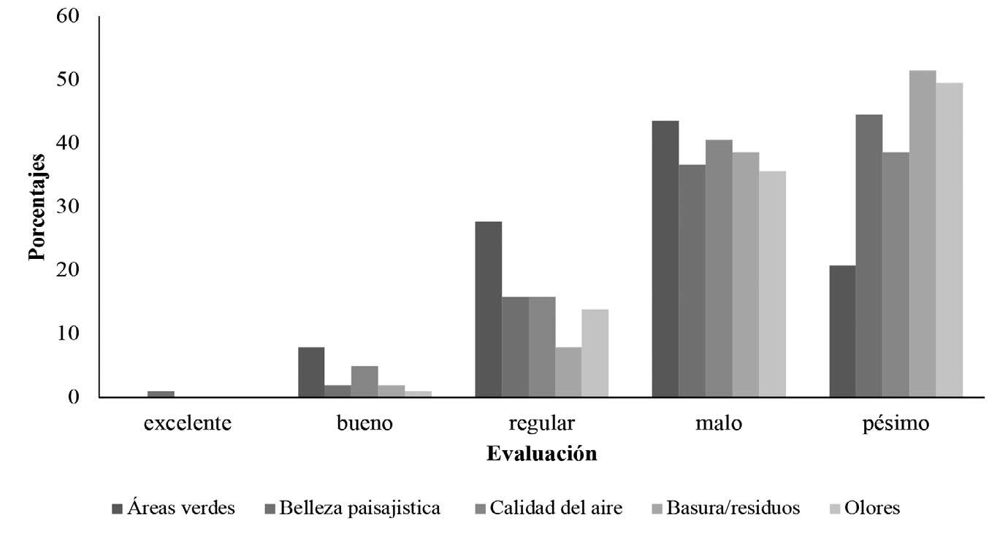 60
50
40
30
20
10
0
Porcentajes
excelente bueno regular malo pésimo
Evaluación
Áreas verdes Belleza paisajistica Calidad del aire Basura/residuos Olores